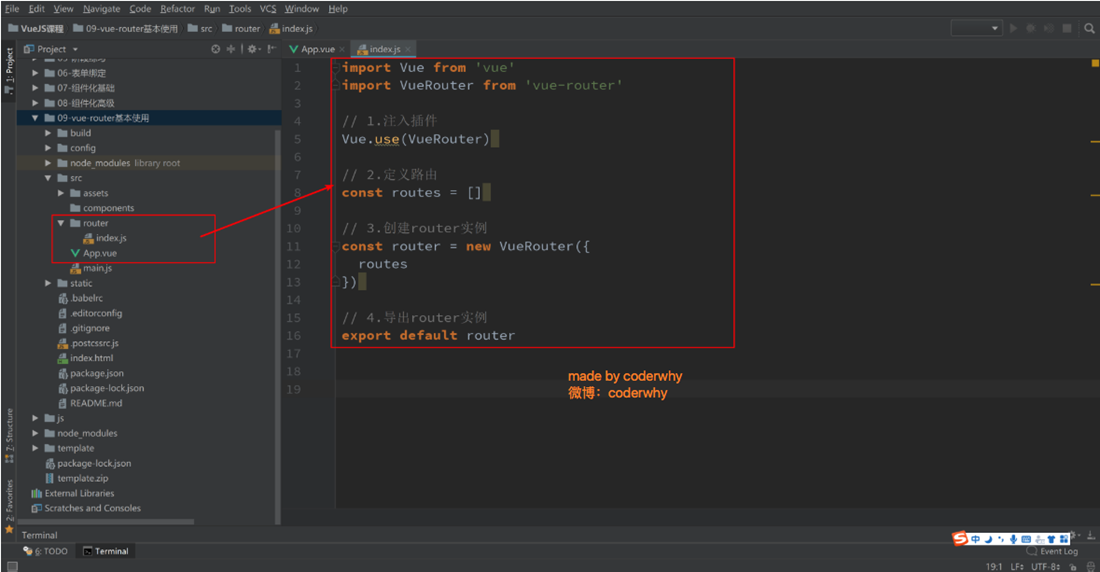 File Edit View Navigate Code Refactor Run Tools VCS Window Help
VueJS课程 09-vue-router基本使用 src router index.js
Project
App.vue
index.js
1: Project
06-表单绑定
07-组件化基础
08-组件化高级
09-vue-router基本使用
build
config
node_modules library root
src
assets
components
router
index.js
App.vue
main.js
static
.babelrc
.editorconfig
.gitignore
.postcssrc.js
index.html
package.json
package-lock.json
README.md
js
node_modules
template
package-lock.json
template.zip
External Libraries
Scratches and Consoles
7: Structure
2: Favorites
1 import Vue from 'vue'
2 import VueRouter from 'vue-router'
3
4 // 1.注入插件
5 Vue.use(VueRouter)
6
7 // 2.定义路由
8 const routes = []
9
10 // 3.创建router实例
11 const router = new VueRouter({
12 routes
13 })
14
15 // 4.导出router实例
16 export default router
17
18
19
made by coderwhy
微博：coderwhy
Terminal
6: TODO Terminal
中
Event Log
19:1 LF÷ UTF-8÷